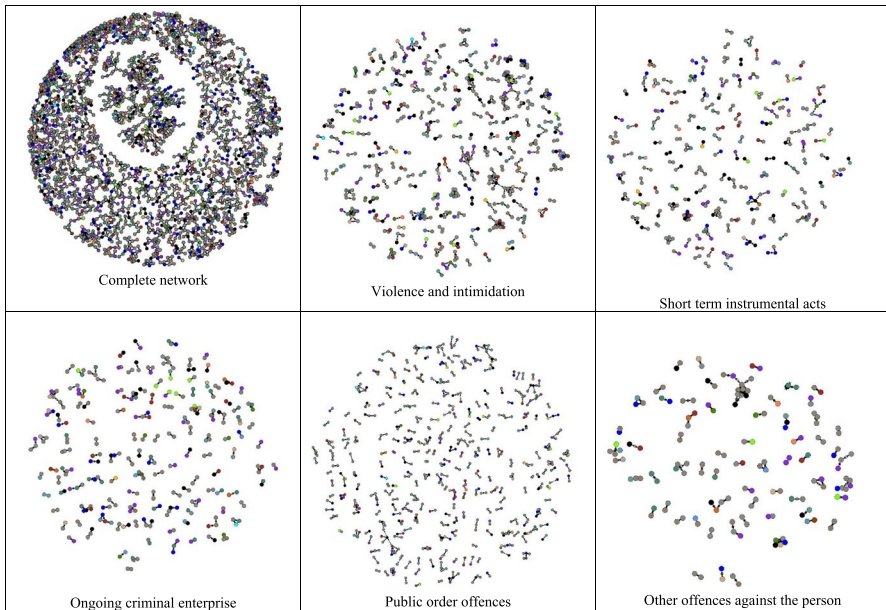 Complete network
Violence and intimidation
Short term instrumental acts
Ongoing criminal enterprise
Public order offences
Other offences against the person